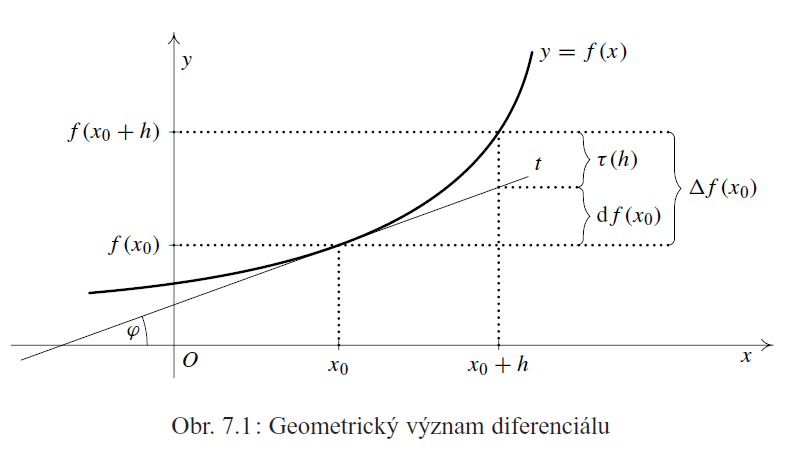 y
y = f(x)
f(x₀ + h)
t
τ(h)
Δf(x₀)
df(x₀)
f(x₀)
φ
O
x₀
x₀ + h
x
Obr. 7.1: Geometrický význam diferenciálu